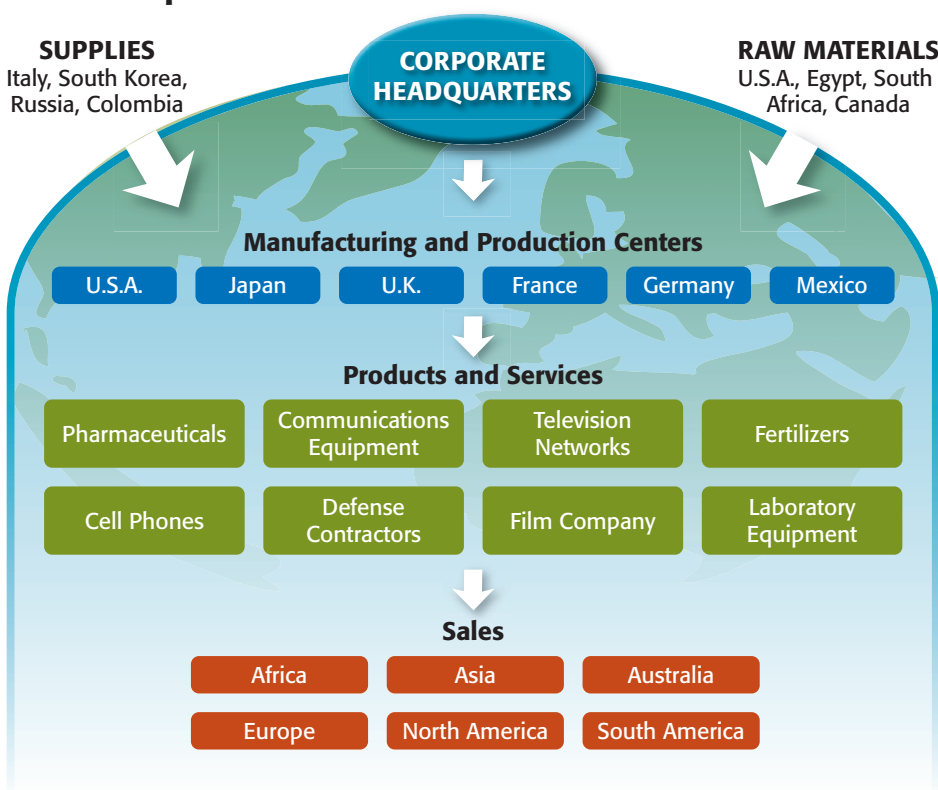 SUPPLIES
Italy, South Korea,
Russia, Colombia
CORPORATE
HEADQUARTERS
RAW MATERIALS
U.S.A., Egypt, South
Africa, Canada
Manufacturing and Production Centers
U.S.A.
Japan
U.K.
France
Germany
Mexico
Products and Services
Pharmaceuticals
Communications
Equipment
Television
Networks
Fertilizers
Cell Phones
Defense
Contractors
Film Company
Laboratory
Equipment
Sales
Africa
Asia
Australia
Europe
North America
South America